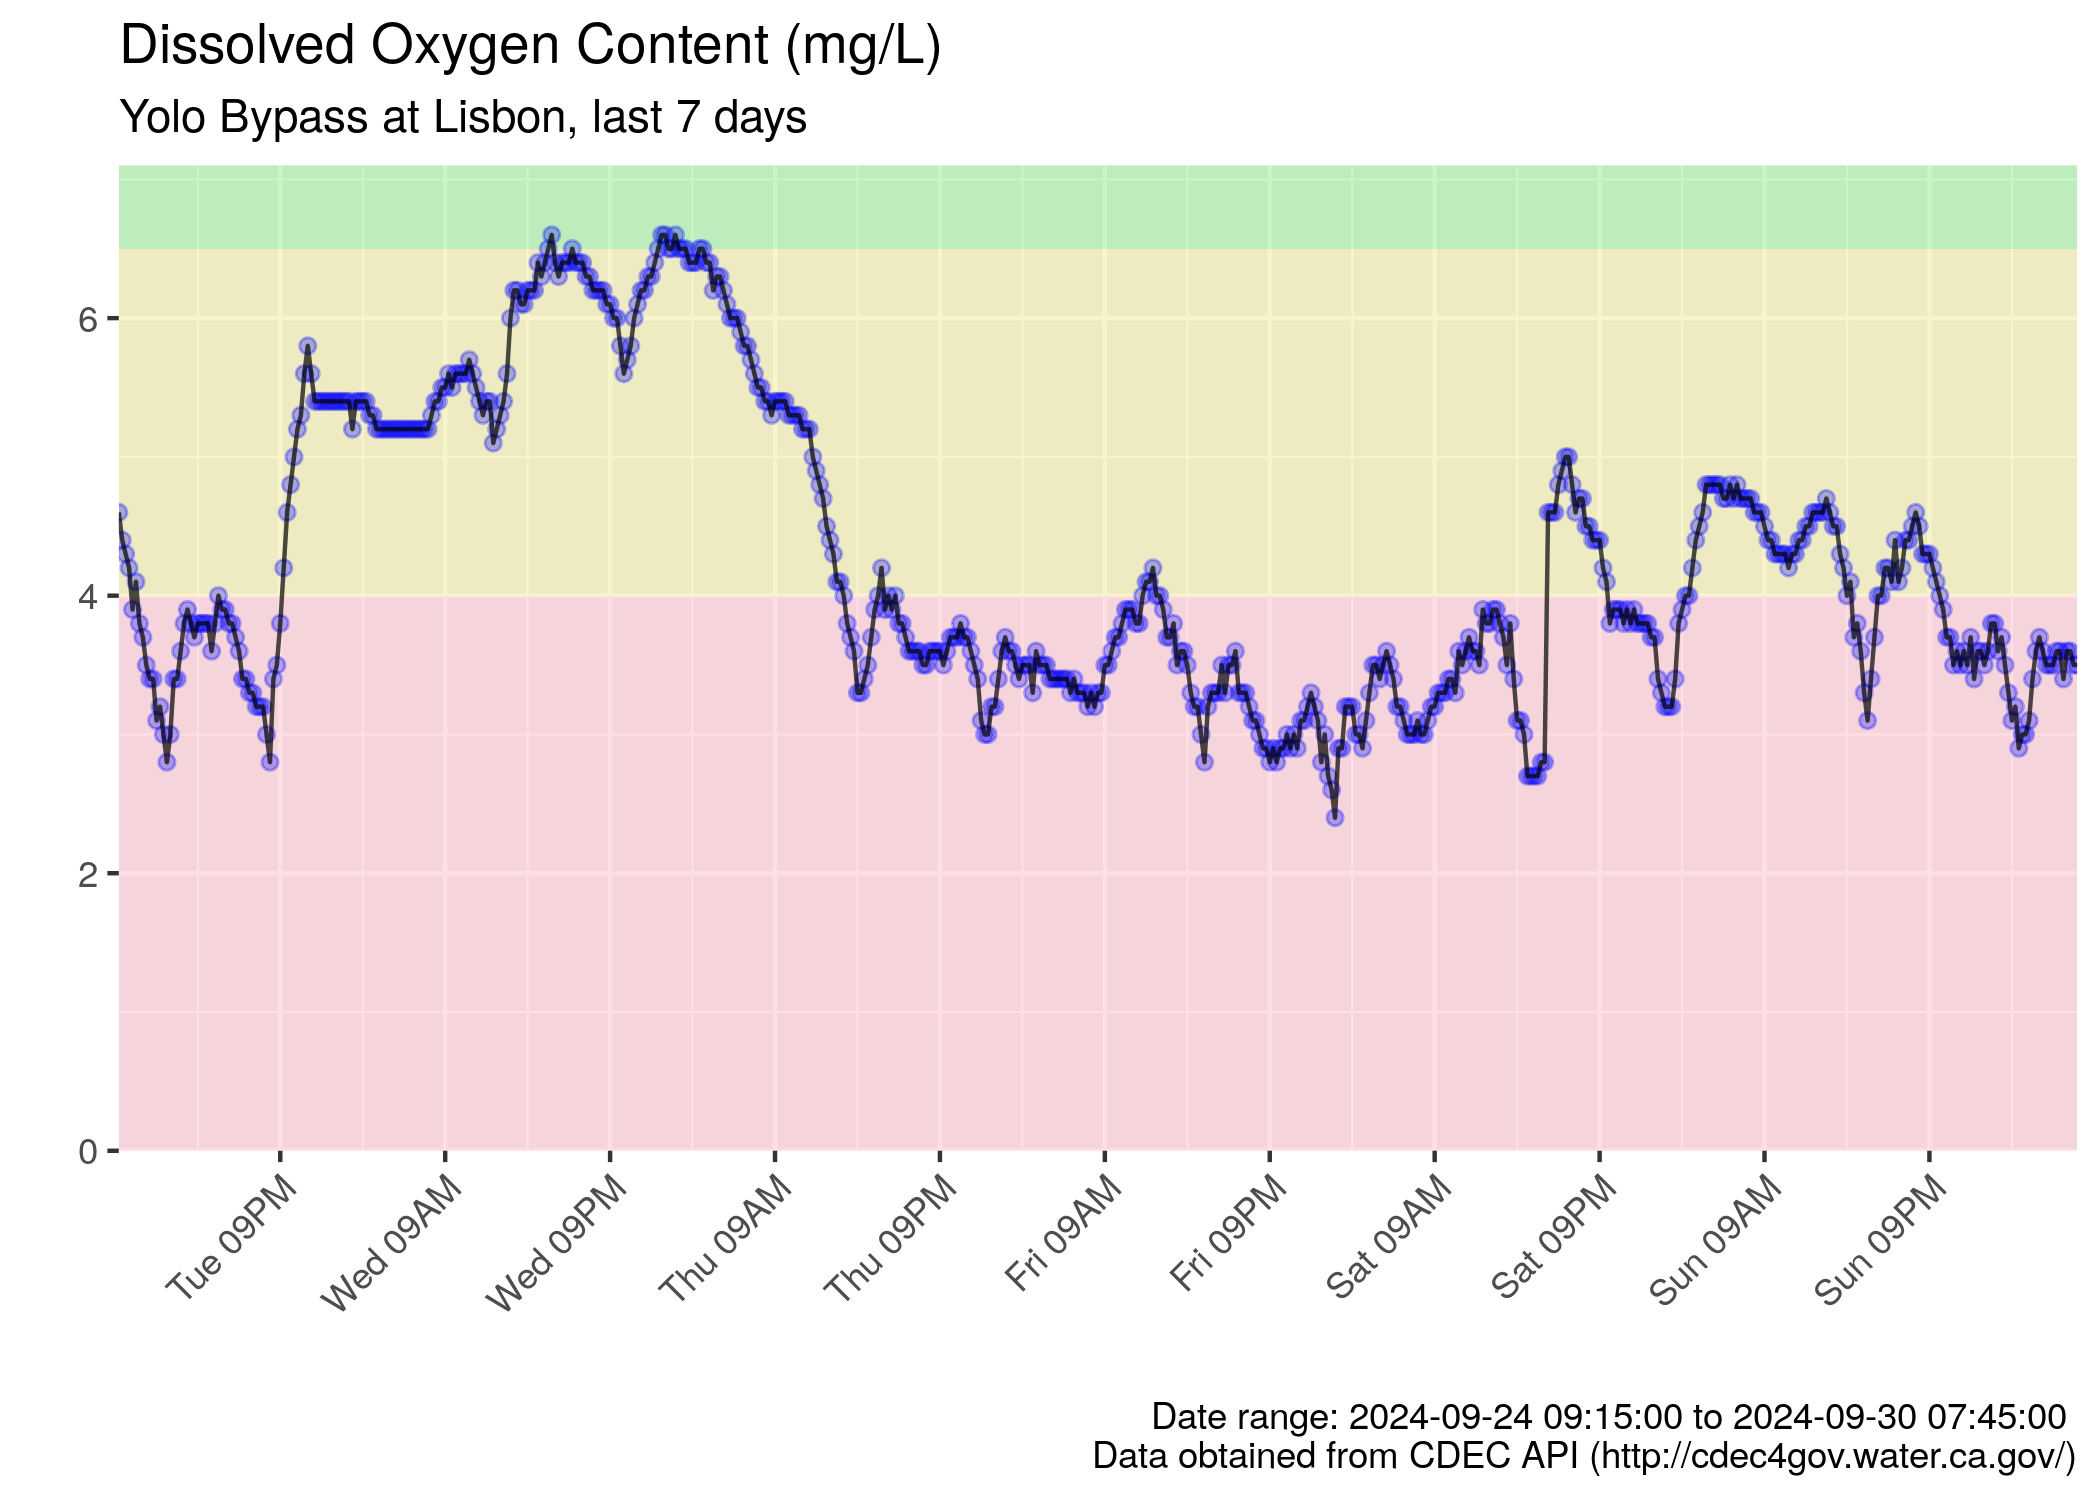 Dissolved Oxygen Content (mg/L)
Yolo Bypass at Lisbon, last 7 days
6
4
2
0
Tue 09PM
Wed 09AM
Wed 09PM
Thu 09AM
Thu 09PM
Fri 09AM
Fri 09PM
Sat 09AM
Sat 09PM
Sun 09AM
Sun 09PM
Date range: 2024-09-24 09:15:00 to 2024-09-30 07:45:00
Data obtained from CDEC API (http://cdec4gov.water.ca.gov/)